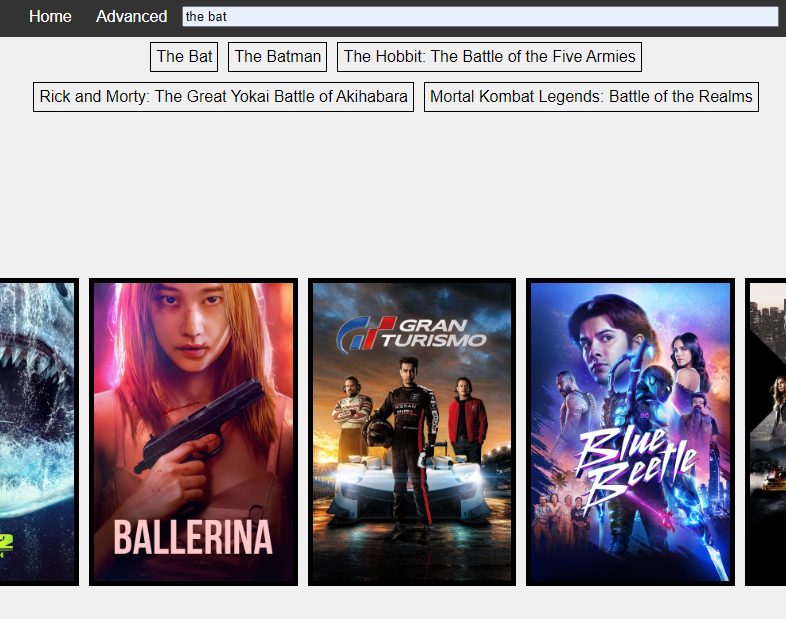 Home Advanced the bat
The Bat The Batman The Hobbit: The Battle of the Five Armies
Rick and Morty: The Great Yokai Battle of Akihabara Mortal Kombat Legends: Battle of the Realms
GRAN
TURISMO
BLUE
BEETLE
2
BALLERINA